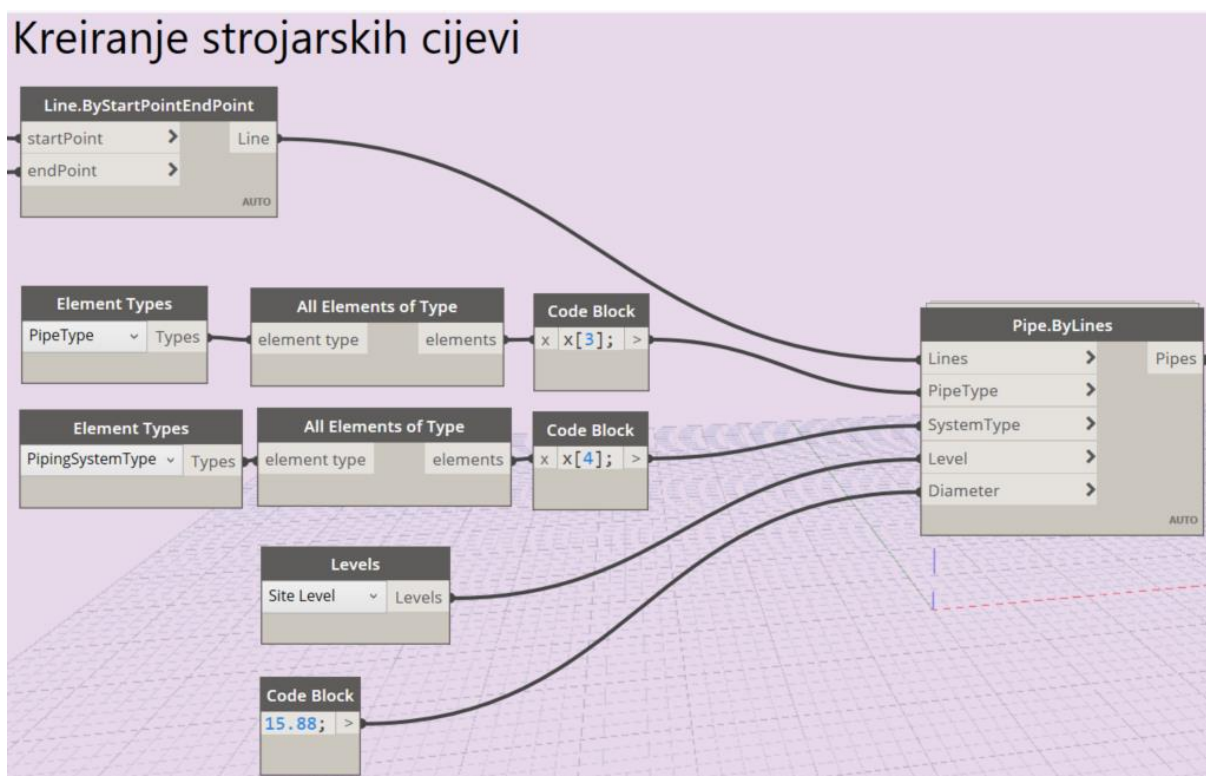 Kreiranje strojarskih cijevi
Line.ByStartPointEndPoint
startPoint > Line
endPoint >
AUTO
Element Types
PipeType Types
All Elements of Type
element type elements
Code Block
x x[3]; >
Element Types
PipingSystemType Types
All Elements of Type
element type elements
Code Block
x x[4]; >
Levels
Site Level Levels
Code Block
15.88; >
Pipe.ByLines
Lines > Pipes
PipeType >
SystemType >
Level >
Diameter >
AUTO